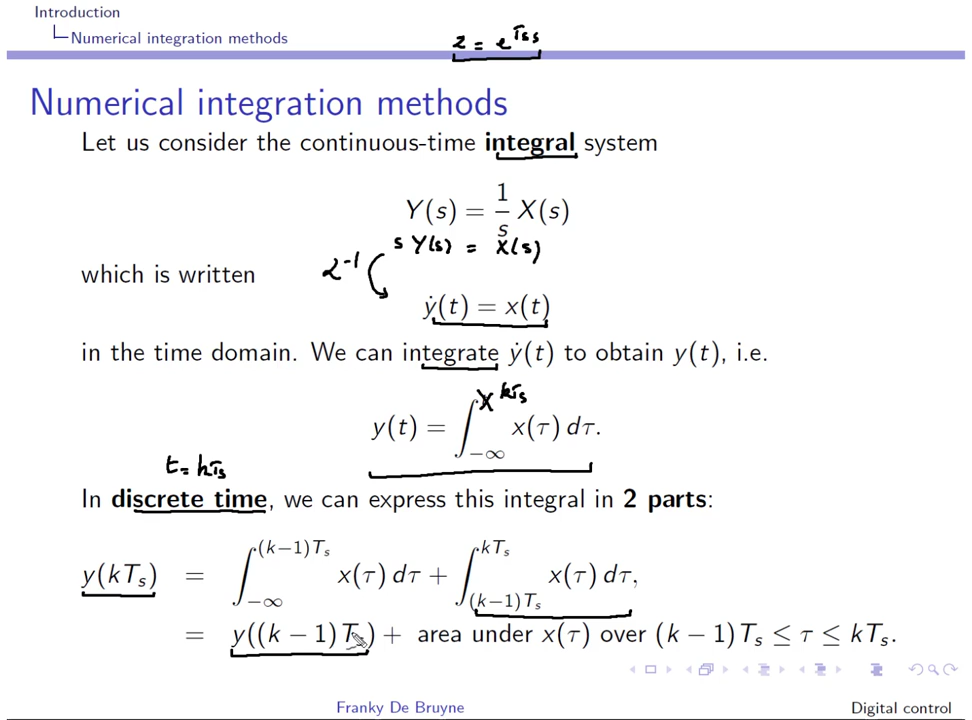 Introduction
Numerical integration methods
z = e^{T_s s}
Numerical integration methods
Let us consider the continuous-time integral system
Y(s) = \frac{1}{s} X(s)
s Y(s) = X(s)
which is written
ℒ^{-1}
ẏ(t) = x(t)
in the time domain. We can integrate ẏ(t) to obtain y(t), i.e.
kT_s
y(t) = ∫_{-∞} x(τ) dτ.
t = kT_s
In discrete time, we can express this integral in 2 parts:
y(kT_s) = ∫_{-∞}^{(k-1)T_s} x(τ) dτ + ∫_{(k-1)T_s}^{kT_s} x(τ) dτ,
= y((k − 1)T_s) + area under x(τ) over (k − 1)T_s ≤ τ ≤ kT_s.
Franky De Bruyne
Digital control